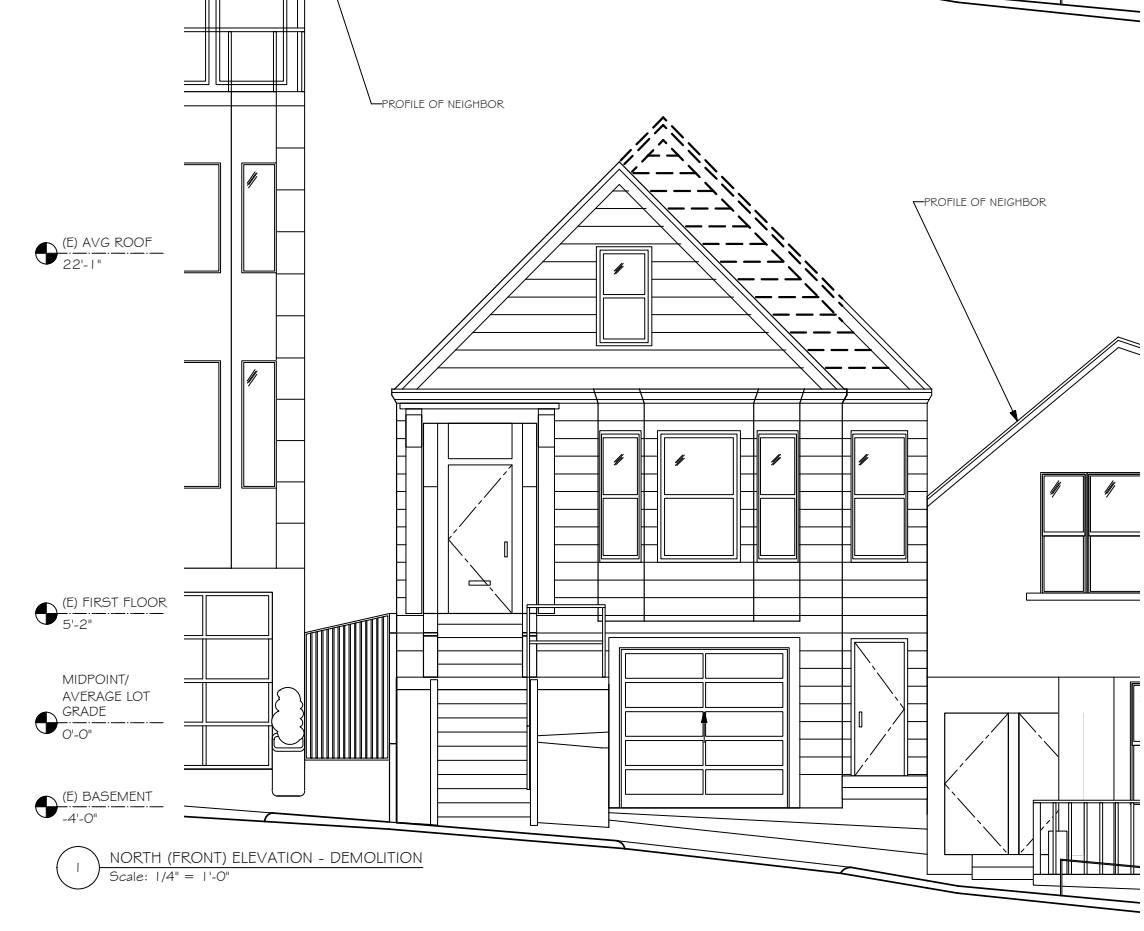 PROFILE OF NEIGHBOR
PROFILE OF NEIGHBOR
(E) AVG ROOF
22'-1"
(E) FIRST FLOOR
5'-2"
MIDPOINT/
AVERAGE LOT
GRADE
0'-0"
(E) BASEMENT
-4'-0"
1
NORTH (FRONT) ELEVATION - DEMOLITION
Scale: 1/4" = 1'-0"